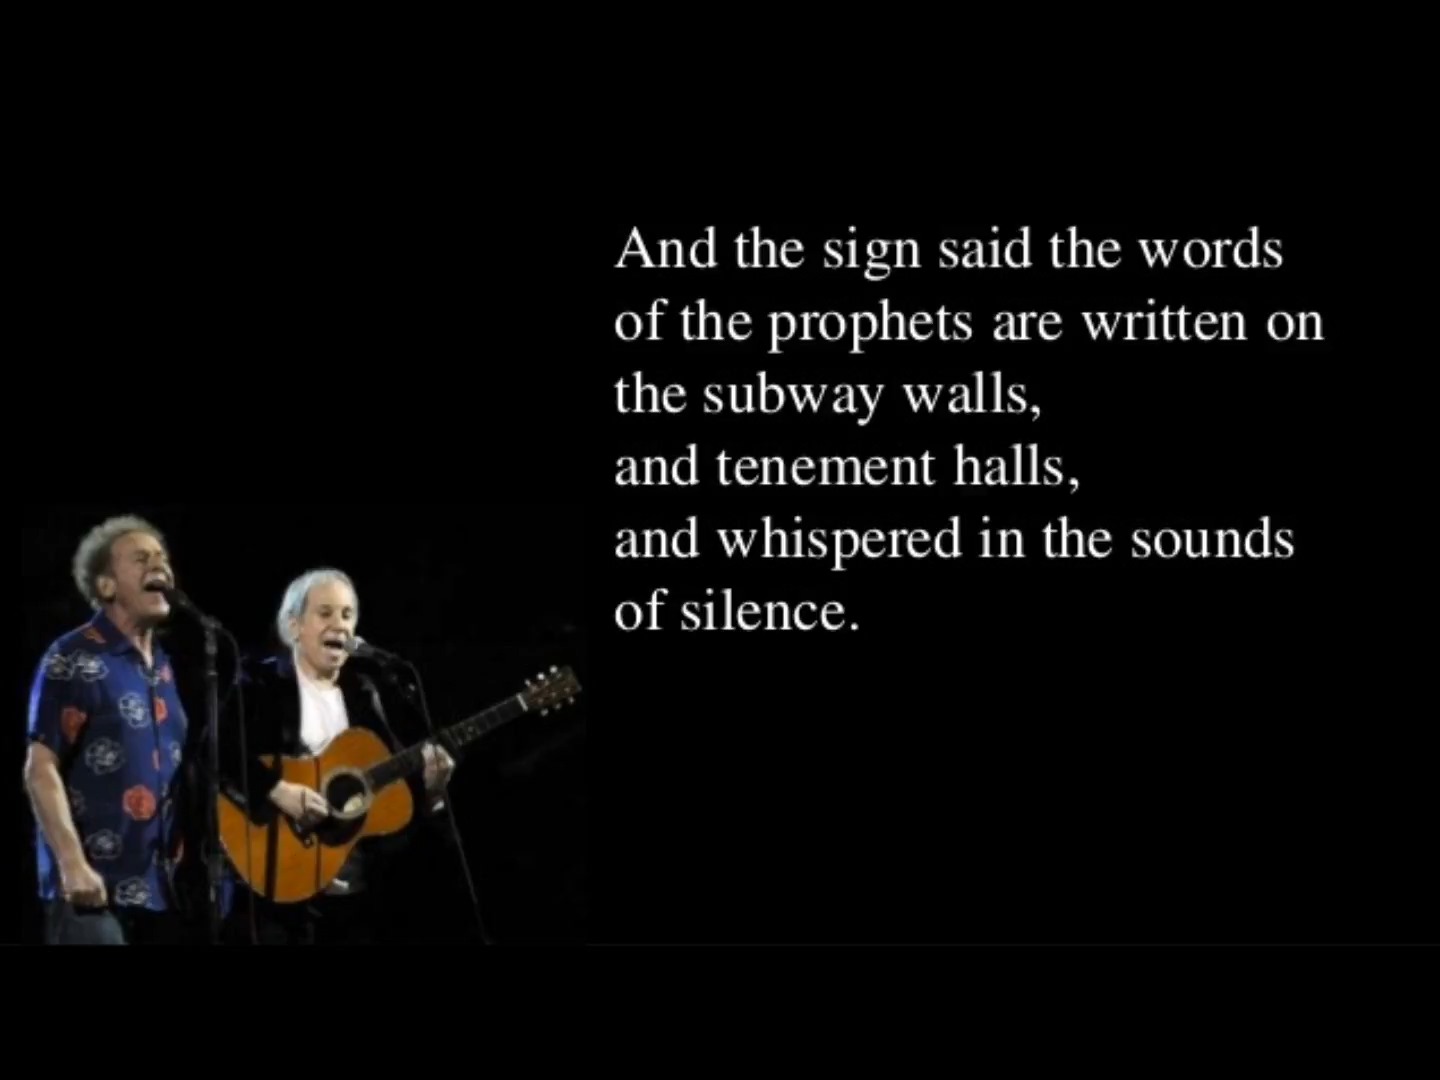 And the sign said the words
of the prophets are written on
the subway walls,
and tenement halls,
and whispered in the sounds
of silence.